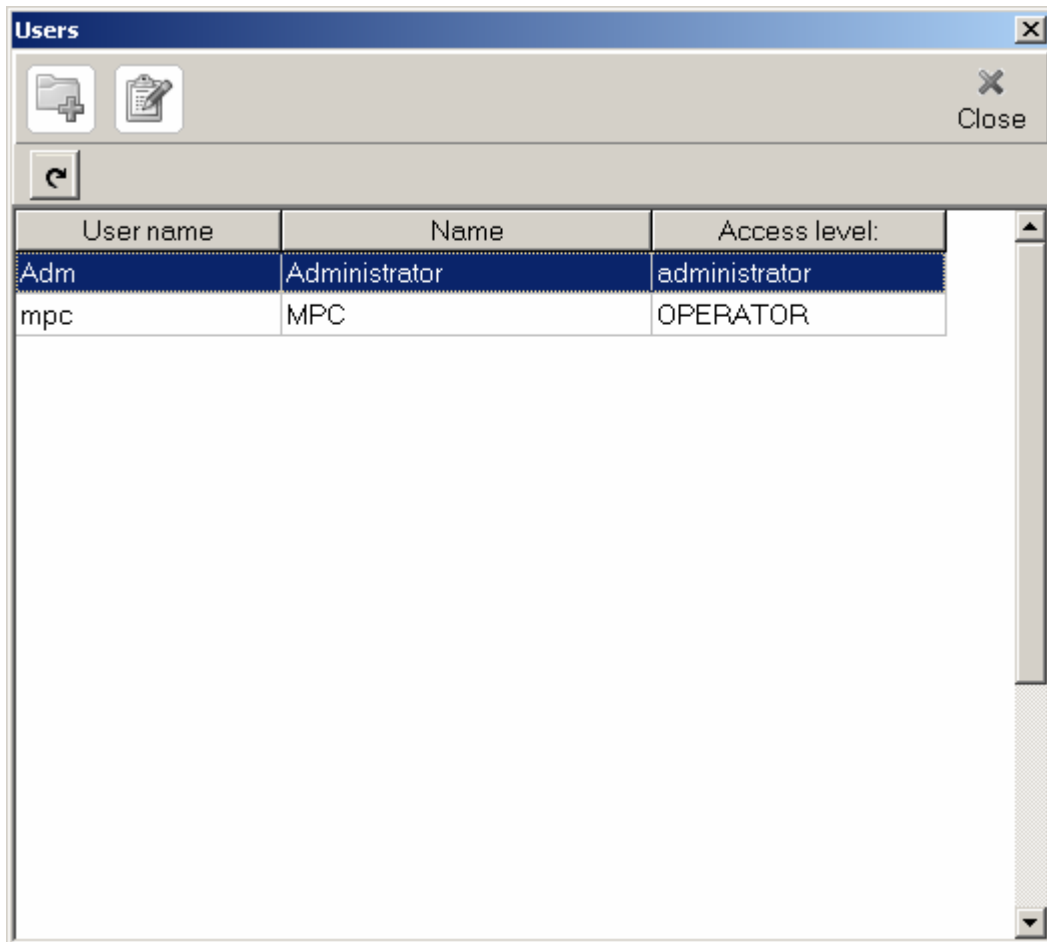 Users
Close
User name Name Access level:
Adm Administrator administrator
mpc MPC OPERATOR